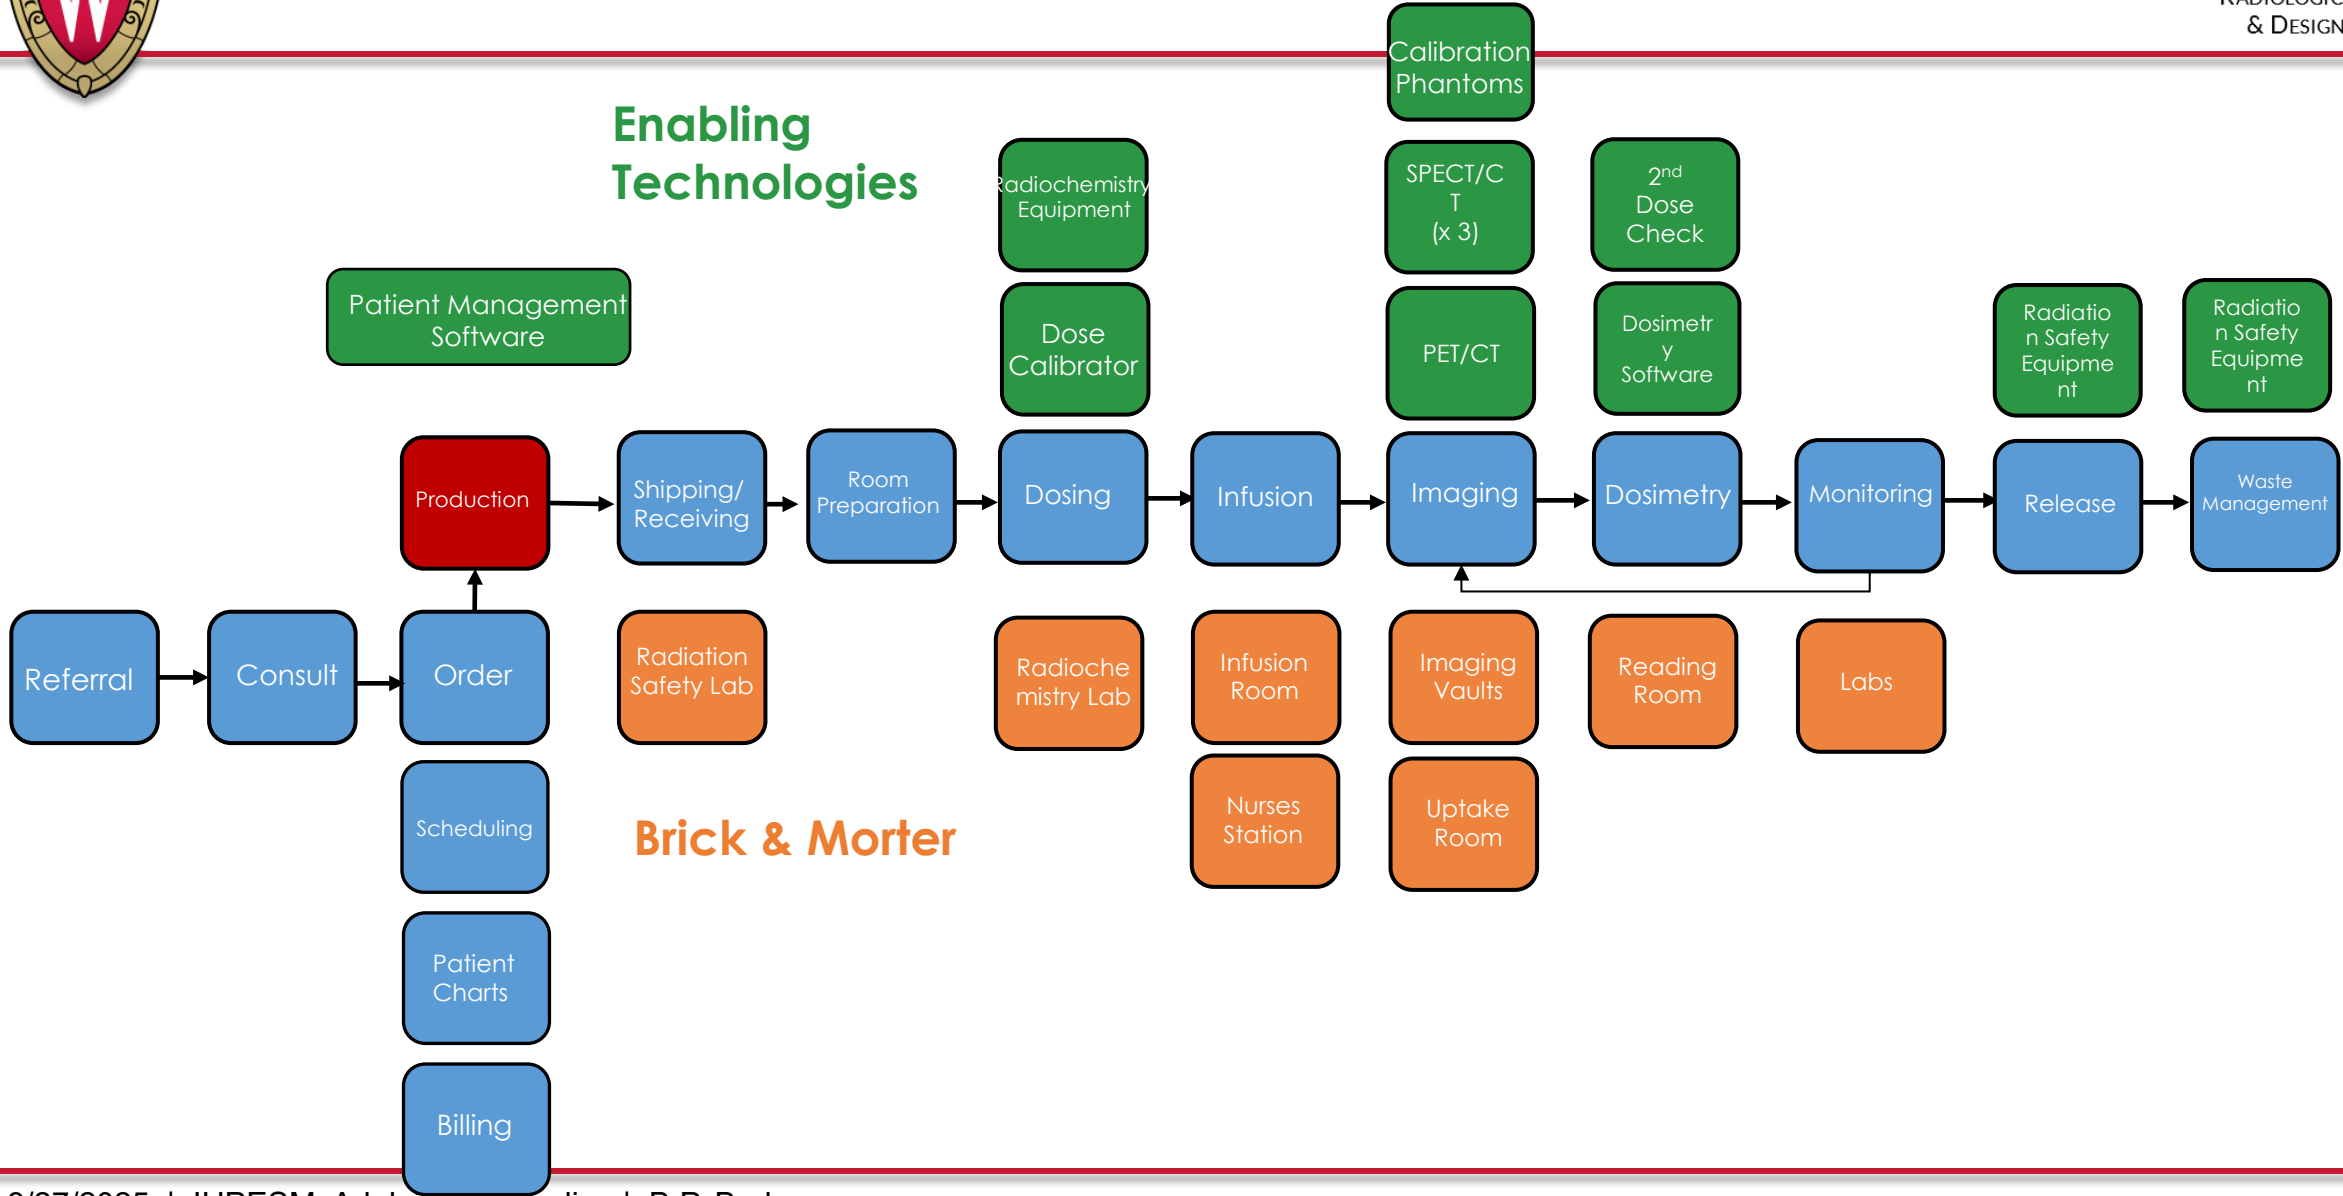 W
& DESIGN
Calibration
Phantoms
Enabling
Technologies
Radiochemistry
Equipment
SPECT/C
T
(x 3)
2nd
Dose
Check
Patient Management
Software
Dose
Calibrator
PET/CT
Dosimetr
y
Software
Radiatio
n Safety
Equipme
nt
Radiatio
n Safety
Equipme
nt
Production
Shipping/
Receiving
Room
Preparation
Dosing
Infusion
Imaging
Dosimetry
Monitoring
Release
Waste
Management
Referral
Consult
Order
Radiation
Safety Lab
Radioche
mistry Lab
Infusion
Room
Imaging
Vaults
Reading
Room
Labs
Scheduling
Brick & Morter
Nurses
Station
Uptake
Room
Patient
Charts
Billing